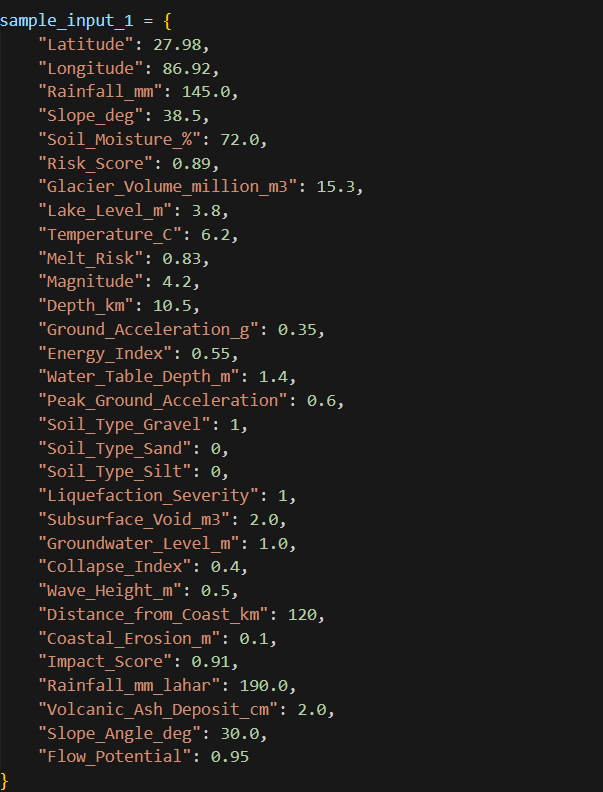 sample_input_1 = {
    "Latitude": 27.98,
    "Longitude": 86.92,
    "Rainfall_mm": 145.0,
    "Slope_deg": 38.5,
    "Soil_Moisture_%": 72.0,
    "Risk_Score": 0.89,
    "Glacier_Volume_million_m3": 15.3,
    "Lake_Level_m": 3.8,
    "Temperature_C": 6.2,
    "Melt_Risk": 0.83,
    "Magnitude": 4.2,
    "Depth_km": 10.5,
    "Ground_Acceleration_g": 0.35,
    "Energy_Index": 0.55,
    "Water_Table_Depth_m": 1.4,
    "Peak_Ground_Acceleration": 0.6,
    "Soil_Type_Gravel": 1,
    "Soil_Type_Sand": 0,
    "Soil_Type_Silt": 0,
    "Liquefaction_Severity": 1,
    "Subsurface_Void_m3": 2.0,
    "Groundwater_Level_m": 1.0,
    "Collapse_Index": 0.4,
    "Wave_Height_m": 0.5,
    "Distance_from_Coast_km": 120,
    "Coastal_Erosion_m": 0.1,
    "Impact_Score": 0.91,
    "Rainfall_mm_lahar": 190.0,
    "Volcanic_Ash_Deposit_cm": 2.0,
    "Slope_Angle_deg": 30.0,
    "Flow_Potential": 0.95
}